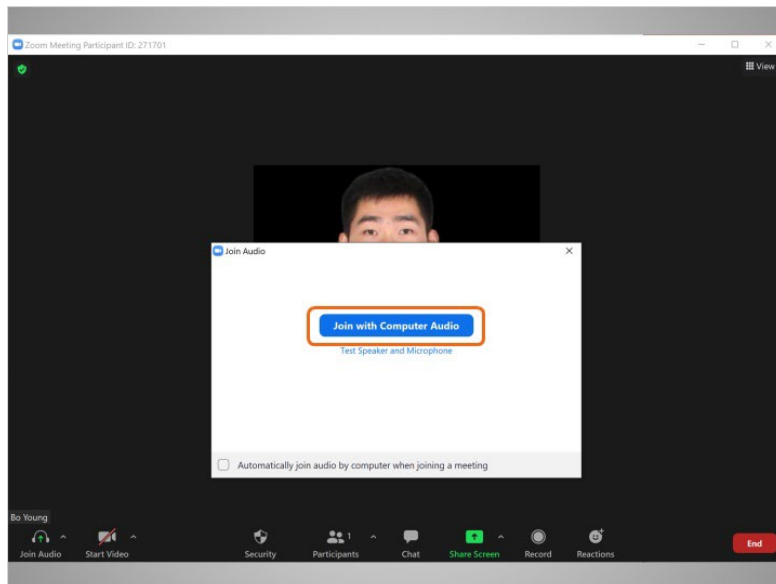 Zoom Meeting Participant ID: 271701
View
Join Audio
Join with Computer Audio
Test Speaker and Microphone
Automatically join audio by computer when joining a meeting
Bo Young
1
Join Audio
Start Video
Security
Participants
Chat
Share Screen
Record
Reactions
End